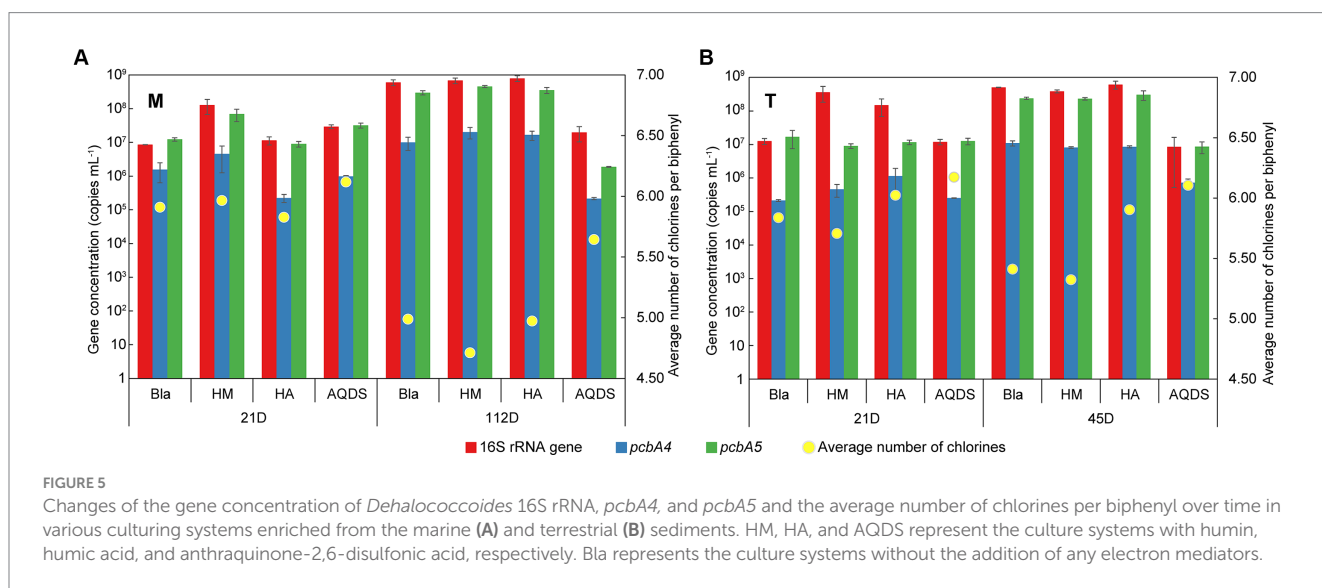 A
B
M
T
Gene concentration (copies mL⁻¹)
10⁹
10⁸
10⁷
10⁶
10⁵
10⁴
10³
10²
10
1
7.00
6.50
6.00
5.00
4.50
Average number of chlorines per biphenyl
Bla HM HA AQDS Bla HM HA AQDS
21D 112D
Gene concentration (copies mL⁻¹)
10⁹
10⁸
10⁷
10⁶
10⁵
10⁴
10³
10²
10
1
7.00
6.50
6.00
5.00
4.50
Average number of chlorines per biphenyl
Bla HM HA AQDS Bla HM HA AQDS
21D 45D
16S rRNA gene pcbA4 pcbA5 Average number of chlorines
FIGURE 5
Changes of the gene concentration of Dehalococcoides 16S rRNA, pcbA4, and pcbA5 and the average number of chlorines per biphenyl over time in
various culturing systems enriched from the marine (A) and terrestrial (B) sediments. HM, HA, and AQDS represent the culture systems with humin,
humic acid, and anthraquinone-2,6-disulfonic acid, respectively. Bla represents the culture systems without the addition of any electron mediators.